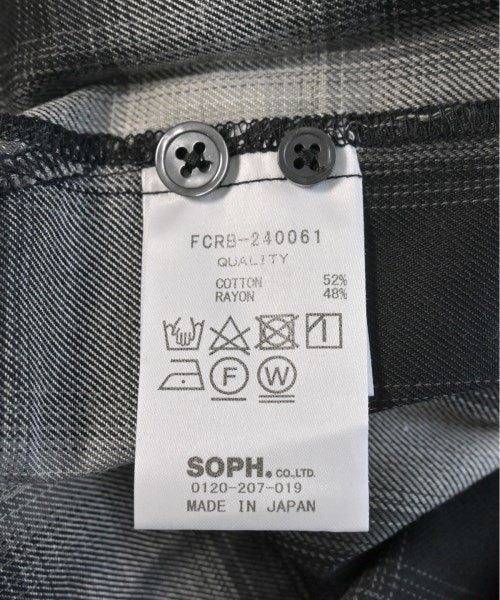 FCRB-240061
QUALITY
COTTON 52%
RAYON 48%
F W
SOPH. CO.,LTD.
0120-207-019
MADE IN JAPAN